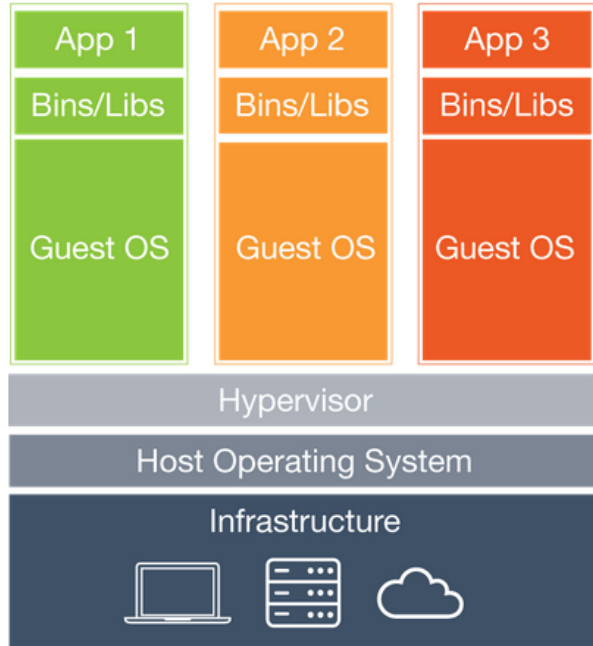 App 1
App 2
App 3
Bins/Libs
Bins/Libs
Bins/Libs
Guest OS
Guest OS
Guest OS
Hypervisor
Host Operating System
Infrastructure